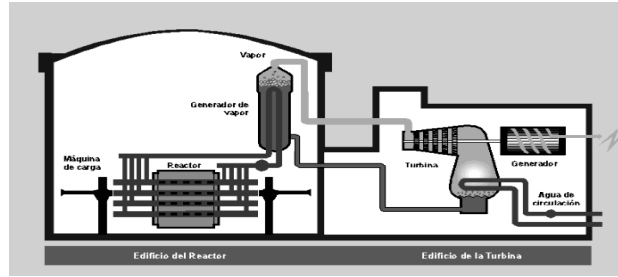 Vapor
Generador de
vapor
Máquina
de carga
Reactor
Turbina
Generador
Agua de
circulación
Edificio del Reactor
Edificio de la Turbina